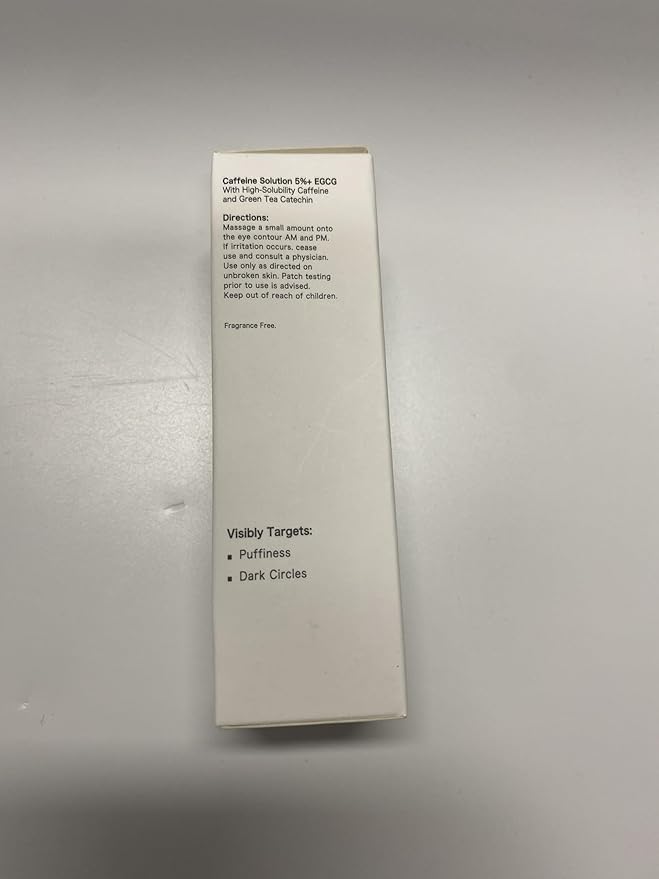 Caffeine Solution 5%+ EGCG
With High-Solubility Caffeine
and Green Tea Catechin
Directions:
Massage a small amount onto
the eye contour AM and PM.
If irritation occurs, cease
use and consult a physician.
Use only as directed on
unbroken skin. Patch testing
prior to use is advised.
Keep out of reach of children.
Fragrance Free.
Visibly Targets:
▪ Puffiness
▪ Dark Circles